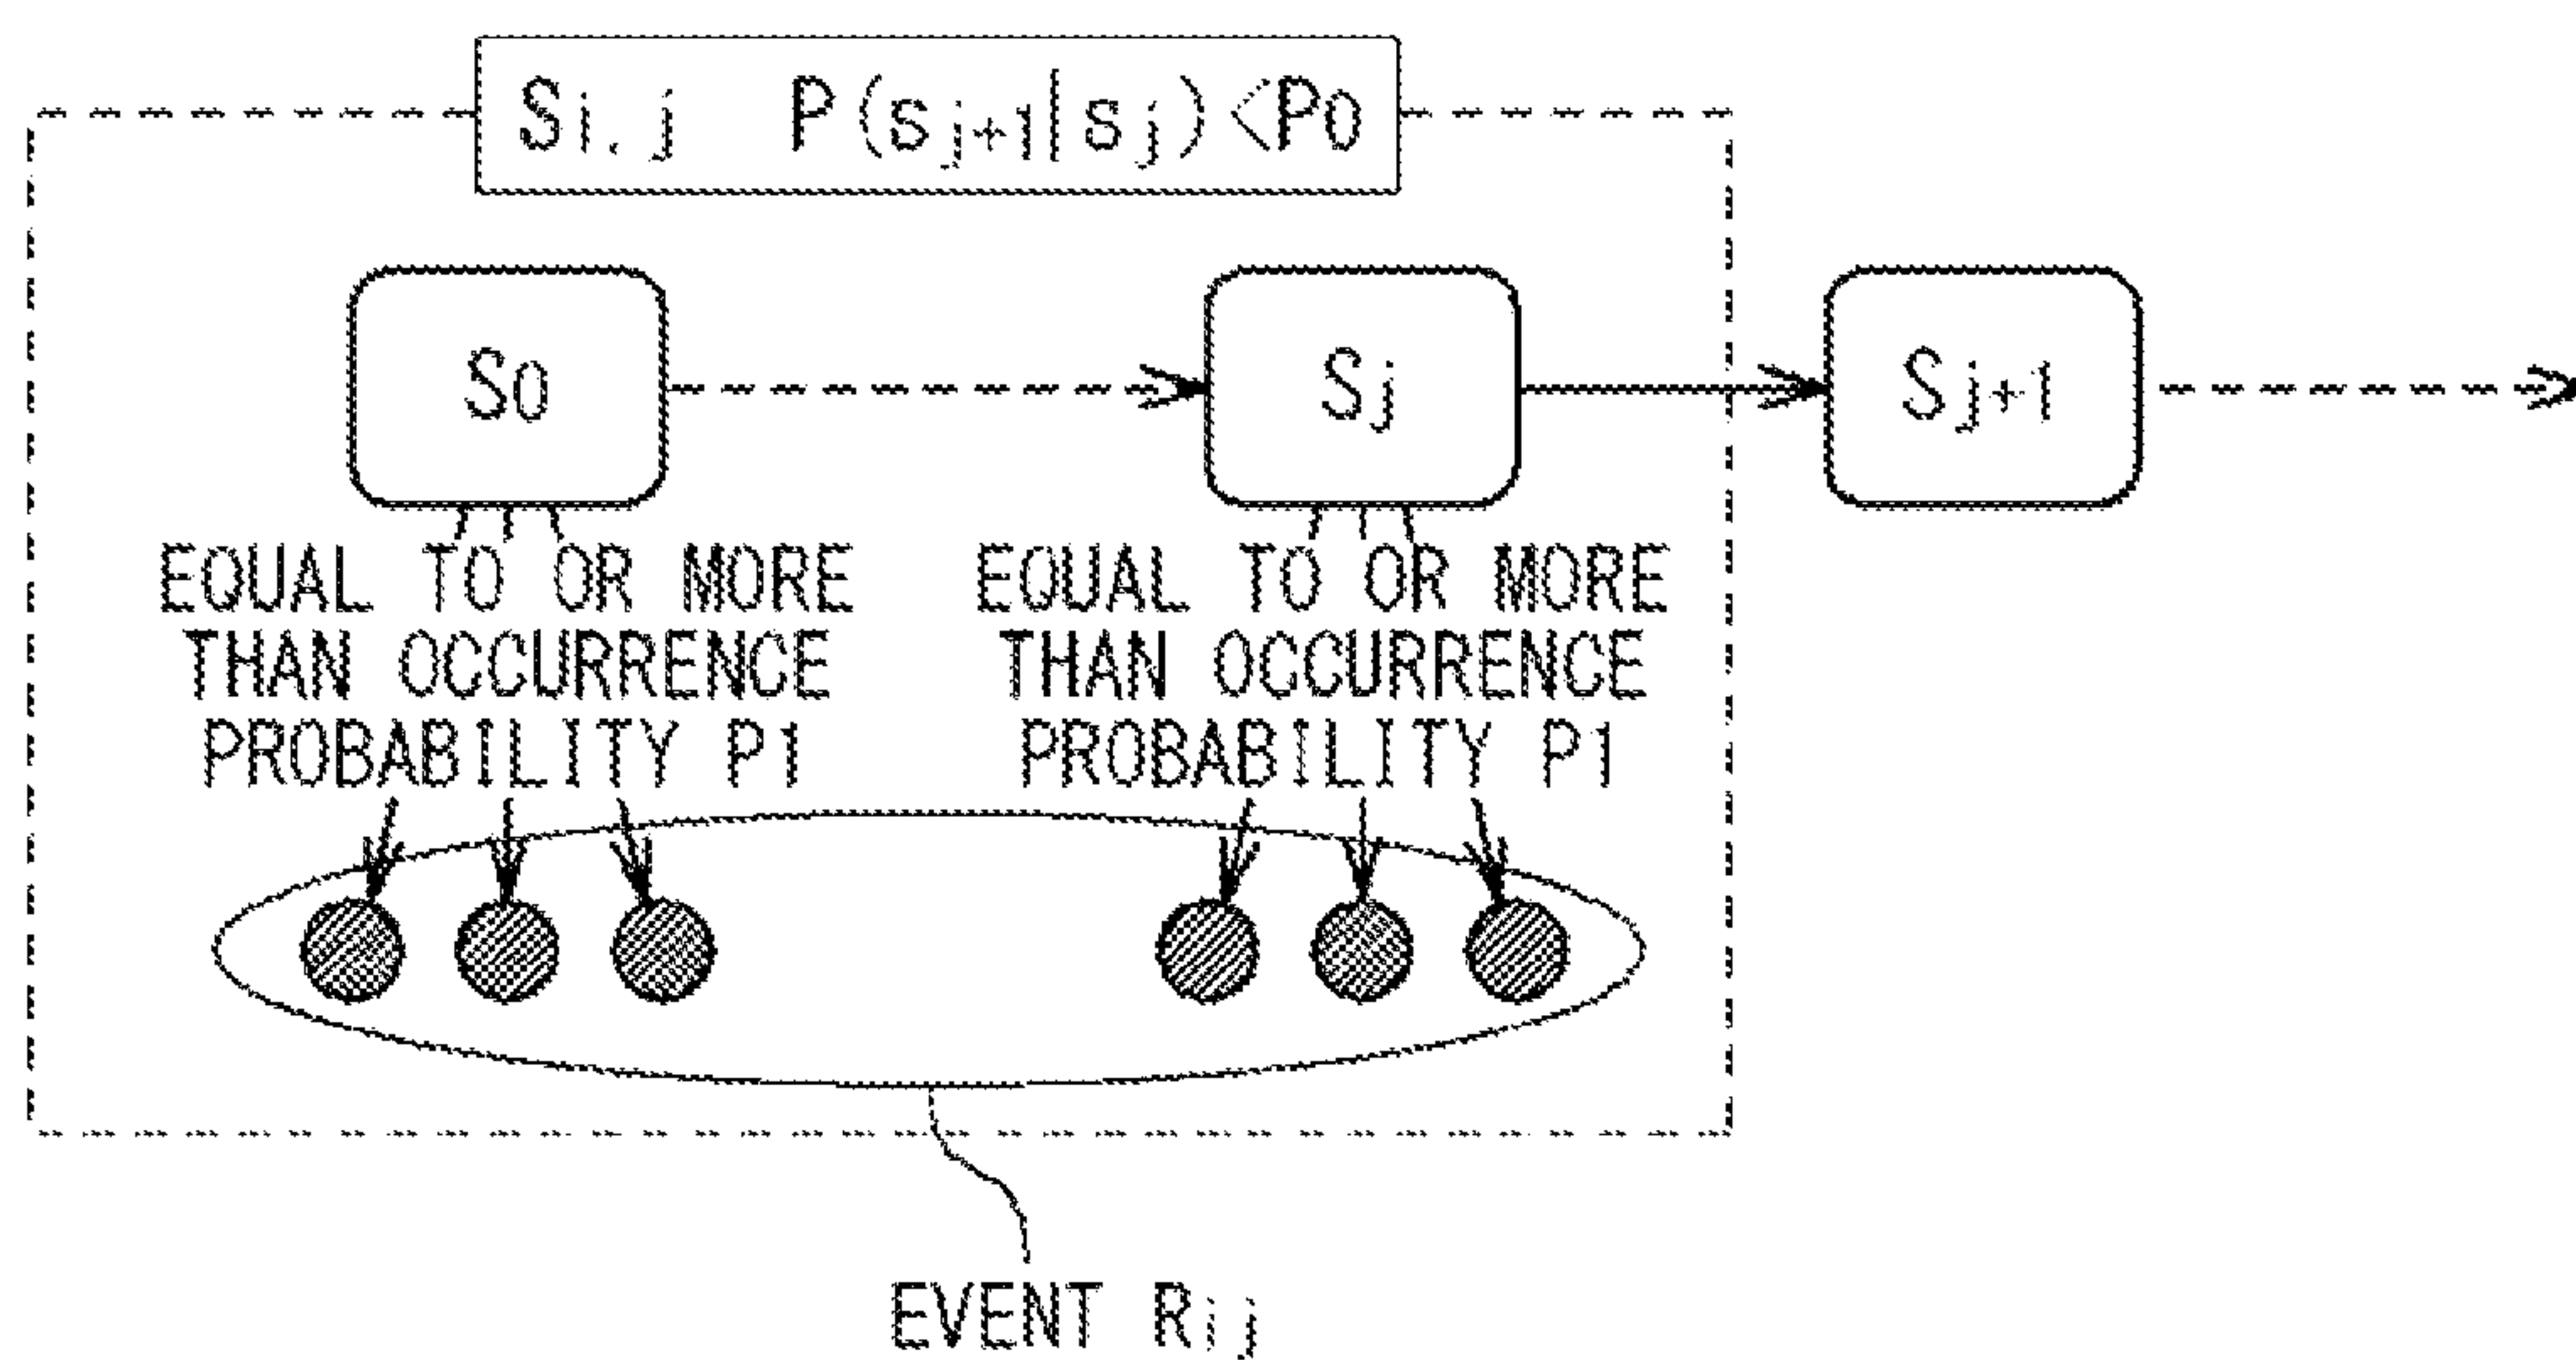 Si,j P(sj+1|sj)<P0
S0
Sj
Sj+1
EQUAL TO OR MORE
THAN OCCURRENCE
PROBABILITY P1
EQUAL TO OR MORE
THAN OCCURRENCE
PROBABILITY P1
EVENT Rij